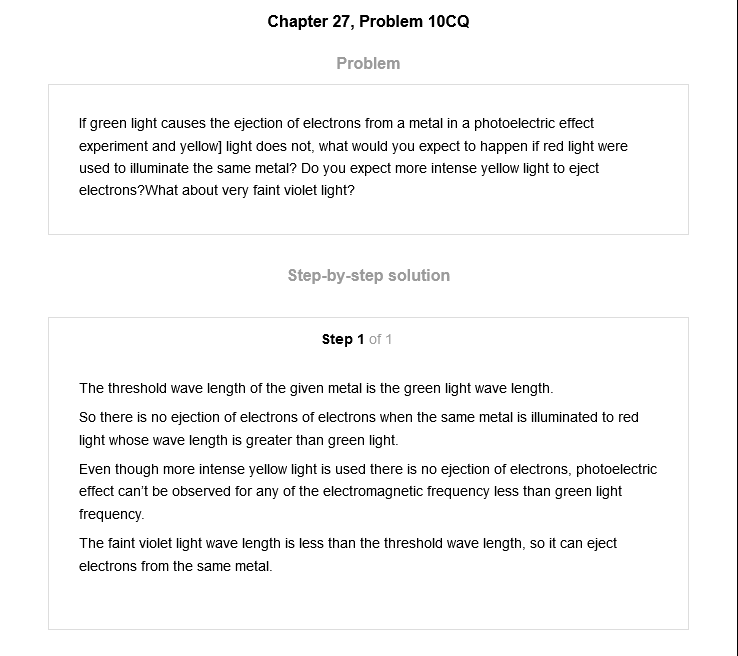 Chapter 27, Problem 10CQ
Problem
If green light causes the ejection of electrons from a metal in a photoelectric effect
experiment and yellow] light does not, what would you expect to happen if red light were
used to illuminate the same metal? Do you expect more intense yellow light to eject
electrons?What about very faint violet light?
Step-by-step solution
Step 1 of 1
The threshold wave length of the given metal is the green light wave length.
So there is no ejection of electrons of electrons when the same metal is illuminated to red
light whose wave length is greater than green light.
Even though more intense yellow light is used there is no ejection of electrons, photoelectric
effect can't be observed for any of the electromagnetic frequency less than green light
frequency.
The faint violet light wave length is less than the threshold wave length, so it can eject
electrons from the same metal.